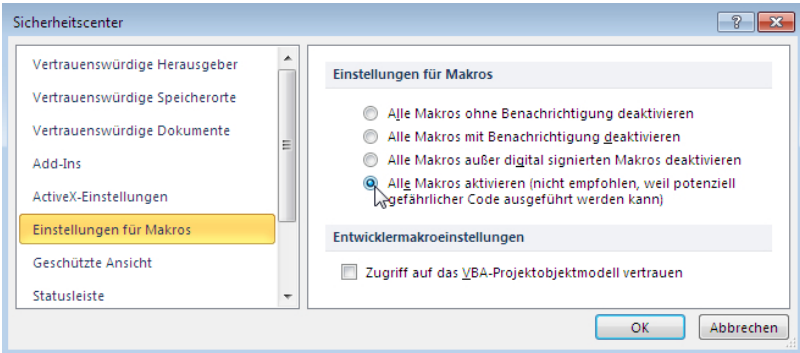 Sicherheitscenter
Vertrauenswürdige Herausgeber
Vertrauenswürdige Speicherorte
Vertrauenswürdige Dokumente
Add-Ins
ActiveX-Einstellungen
Einstellungen für Makros
Geschützte Ansicht
Statusleiste
Einstellungen für Makros
Alle Makros ohne Benachrichtigung deaktivieren
Alle Makros mit Benachrichtigung deaktivieren
Alle Makros außer digital signierten Makros deaktivieren
Alle Makros aktivieren (nicht empfohlen, weil potenziell
gefährlicher Code ausgeführt werden kann)
Entwicklermakroeinstellungen
Zugriff auf das VBA-Projektobjektmodell vertrauen
OK
Abbrechen